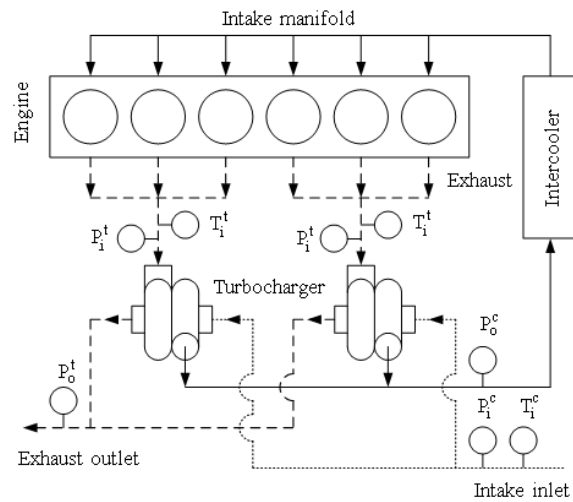 Intake manifold
Engine
Intercooler
Exhaust
T_i^t
T_i^t
P_i^t
P_i^t
Turbocharger
P_o^c
P_o^t
P_i^c
T_i^c
Exhaust outlet
Intake inlet